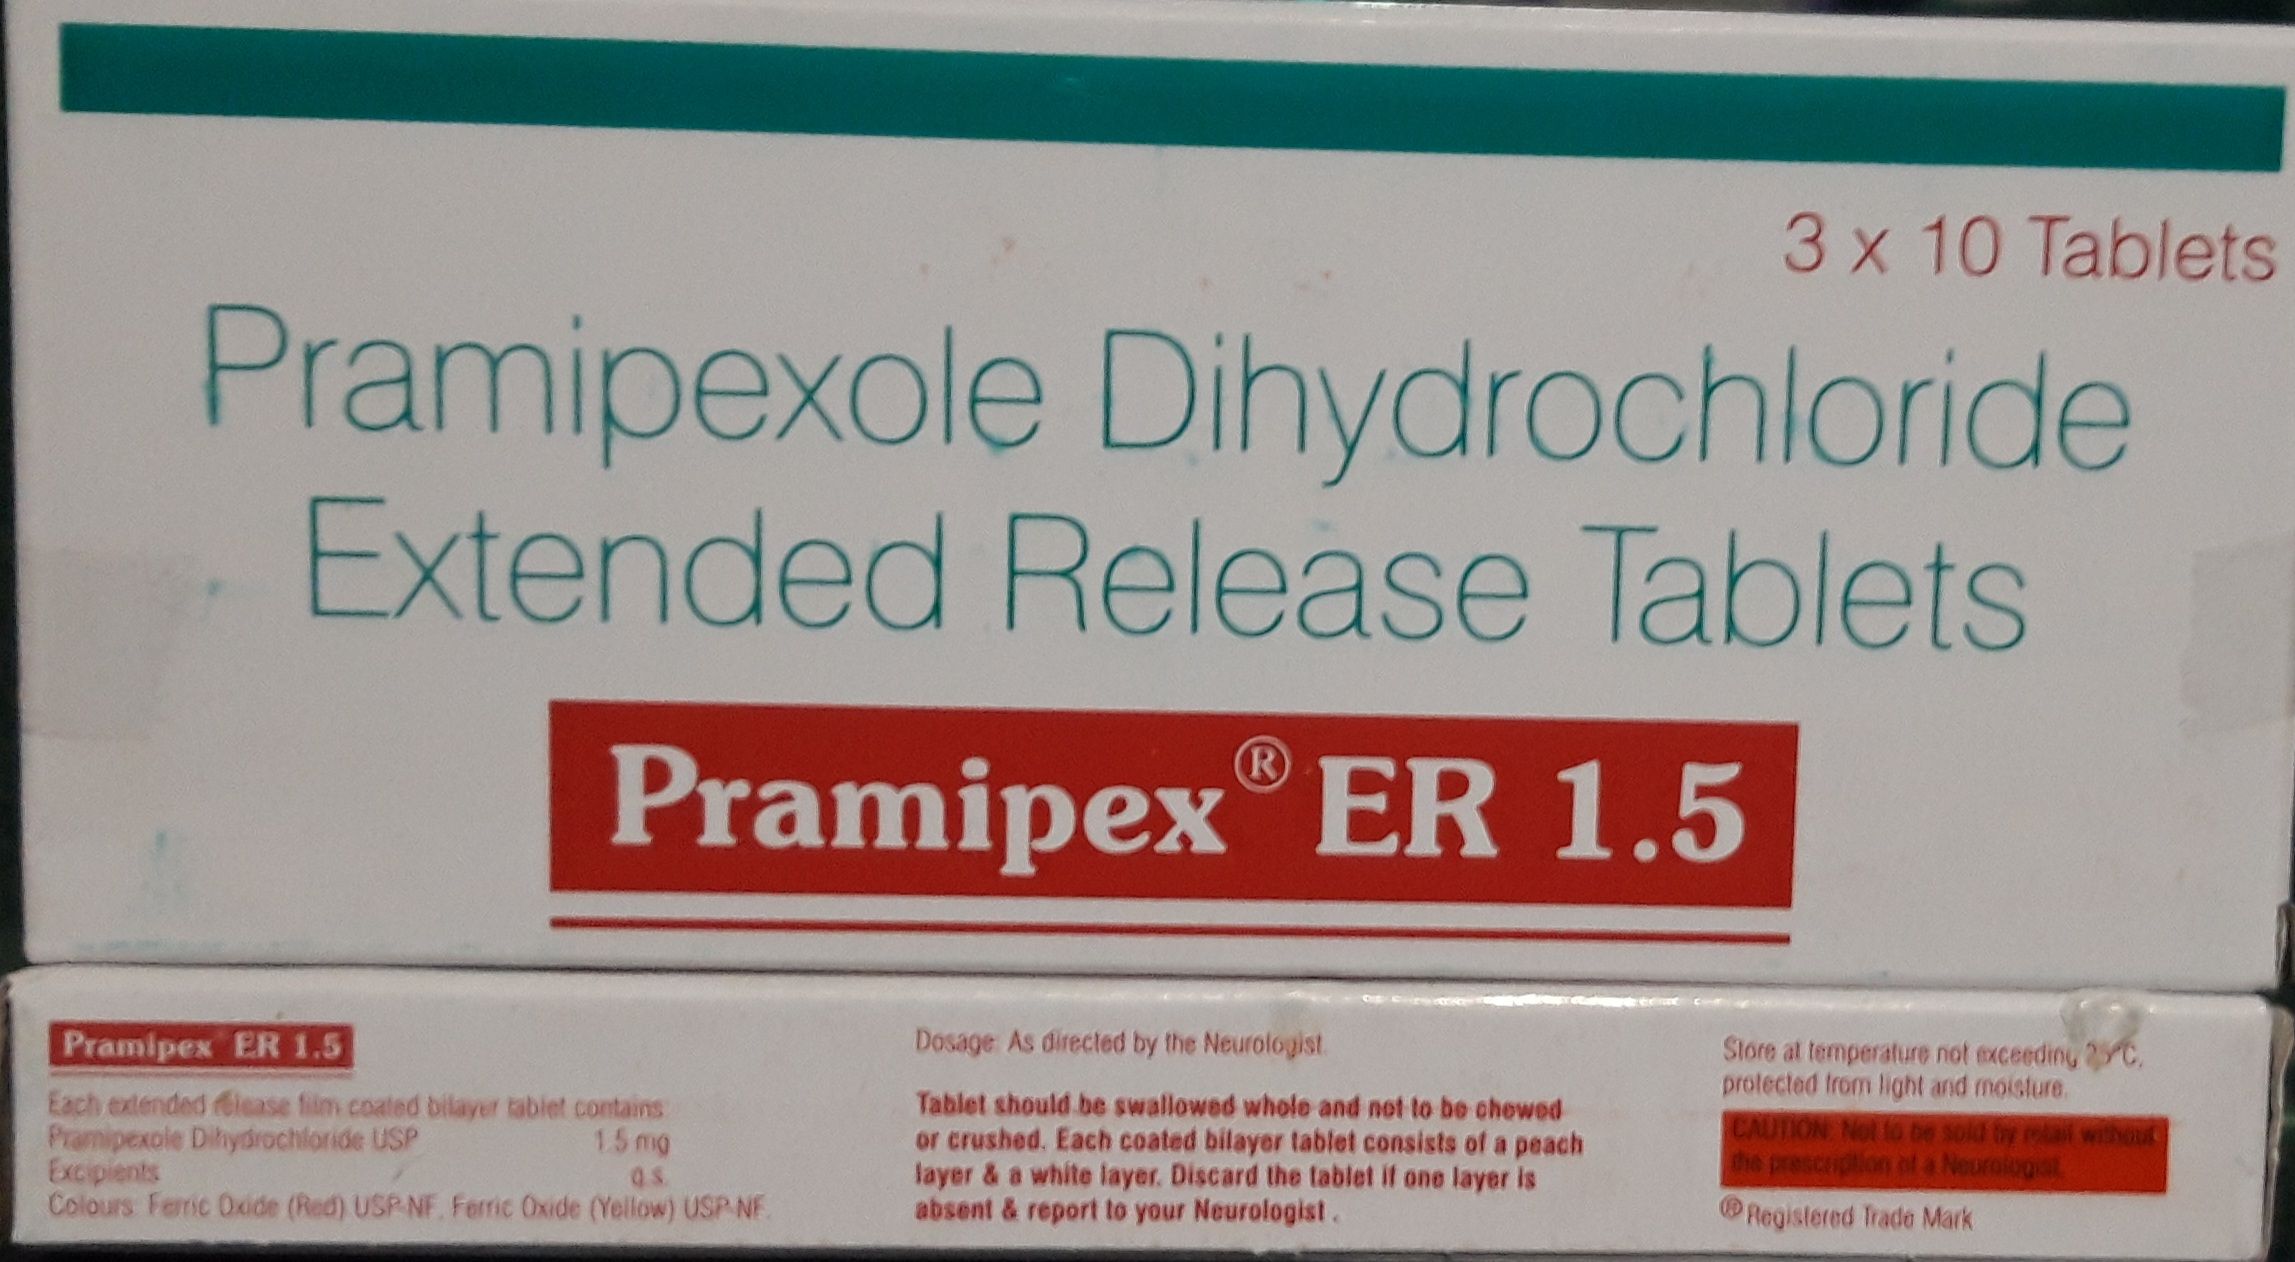 3 x 10 Tablets
Pramipexole Dihydrochloride
Extended Release Tablets
Pramipex® ER 1.5
Pramipex ER 1.5
Each extended release film coated bilayer tablet contains
Pramipexole Dihydrochloride USP 1.5 mg
Excipients q.s.
Colours: Ferric Oxide (Red) USP-NF, Ferric Oxide (Yellow) USP-NF.
Dosage: As directed by the Neurologist
Tablet should be swallowed whole and not to be chewed
or crushed. Each coated bilayer tablet consists of a peach
layer & a white layer. Discard the tablet if one layer is
absent & report to your Neurologist.
Store at temperature not exceeding
protected from light and moisture.
CAUTION: Not to be sold by retail without
the prescription of a Neurologist.
® Registered Trade Mark